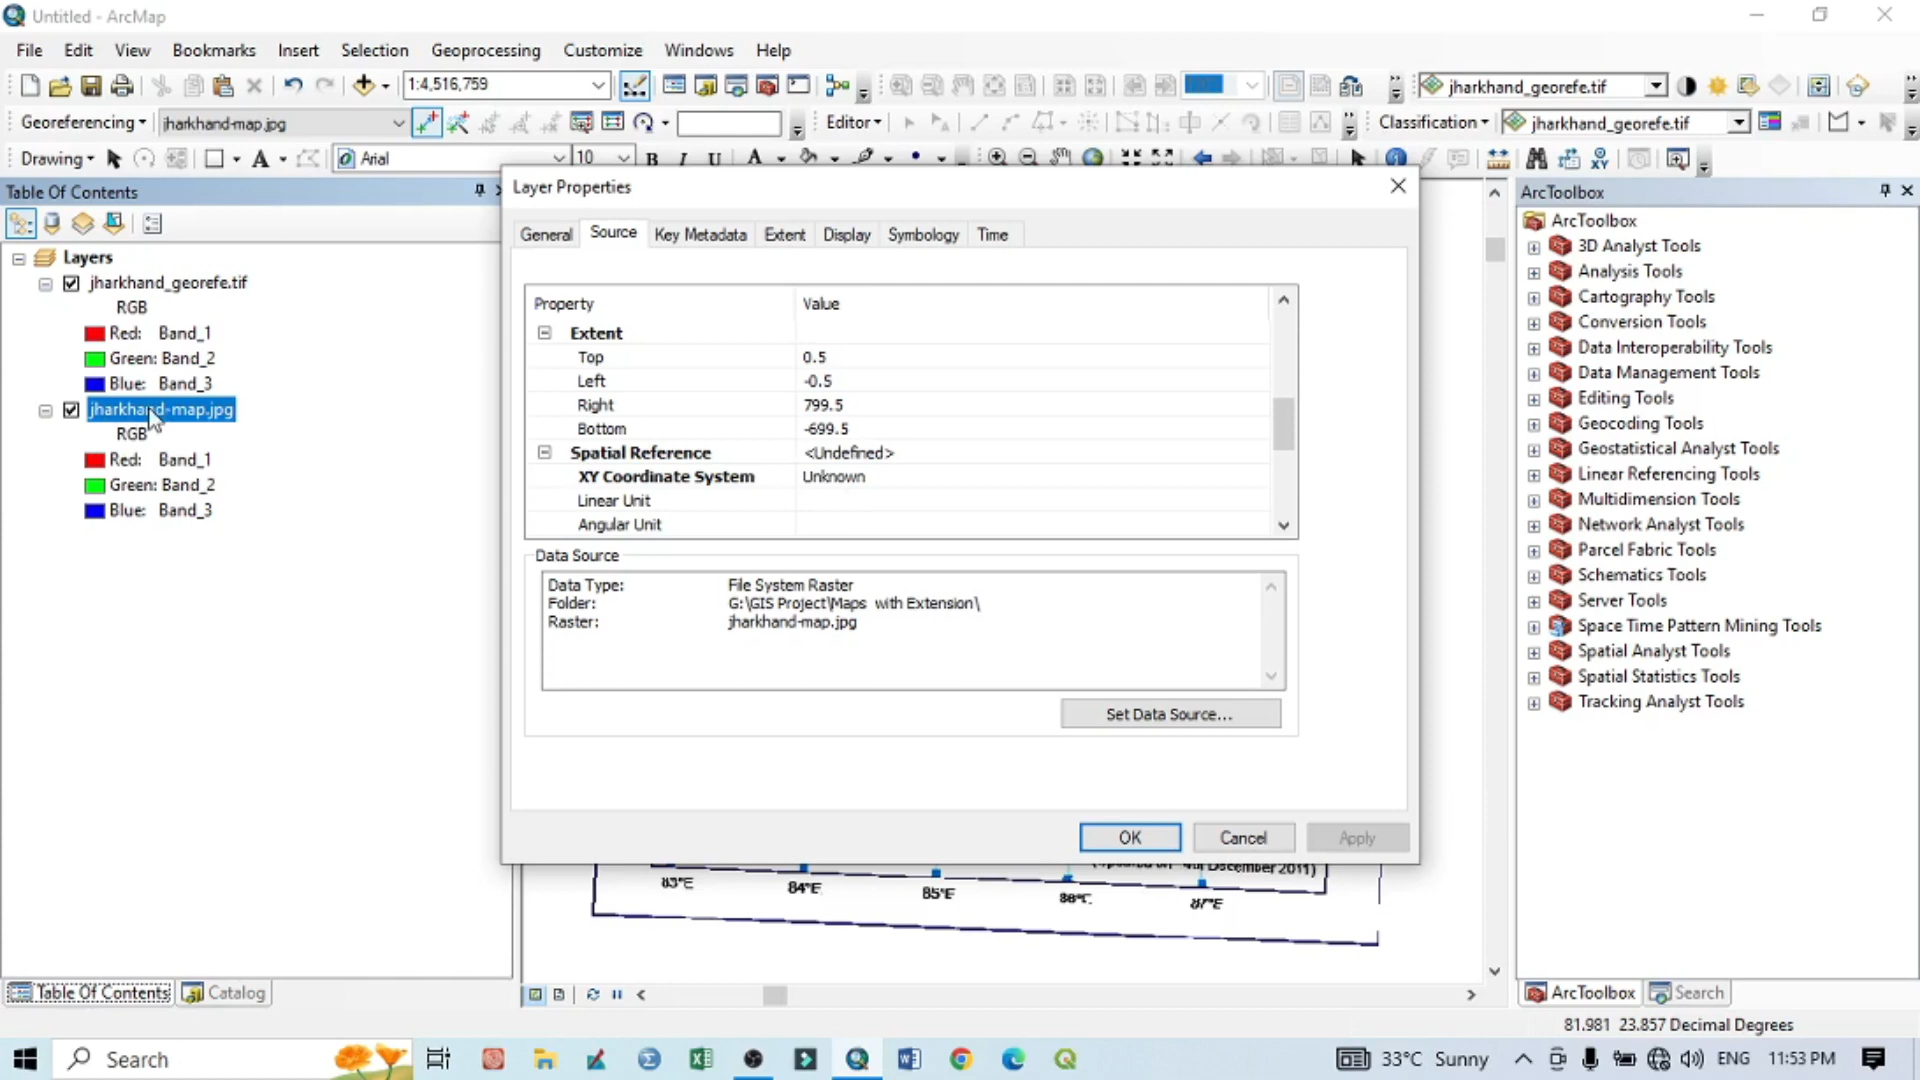 Untitled - ArcMap
File Edit View Bookmarks Insert Selection Geoprocessing Customize Windows Help
1:4,516,759
jharkhand_georefe.tif
Georeferencing jharkhand-map.jpg Editor Classification jharkhand_georefe.tif
Drawing A Arial 10 B I U A
Table Of Contents
Layers
jharkhand_georefe.tif
RGB
Red: Band_1
Green: Band_2
Blue: Band_3
jharkhand-map.jpg
RGB
Red: Band_1
Green: Band_2
Blue: Band_3
Table Of Contents Catalog
Layer Properties
General Source Key Metadata Extent Display Symbology Time
Property Value
Extent
Top 0.5
Left -0.5
Right 799.5
Bottom -699.5
Spatial Reference <Undefined>
XY Coordinate System Unknown
Linear Unit
Angular Unit
Data Source
Data Type: File System Raster
Folder: G:\GIS Project\Maps with Extension\
Raster: jharkhand-map.jpg
Set Data Source...
OK Cancel Apply
December 2011)
83°E 84°E 85°E 86°E 87°E
ArcToolbox
ArcToolbox
3D Analyst Tools
Analysis Tools
Cartography Tools
Conversion Tools
Data Interoperability Tools
Data Management Tools
Editing Tools
Geocoding Tools
Geostatistical Analyst Tools
Linear Referencing Tools
Multidimension Tools
Network Analyst Tools
Parcel Fabric Tools
Schematics Tools
Server Tools
Space Time Pattern Mining Tools
Spatial Analyst Tools
Spatial Statistics Tools
Tracking Analyst Tools
ArcToolbox Search
81.981 23.857 Decimal Degrees
Search 33°C Sunny ENG 11:53 PM